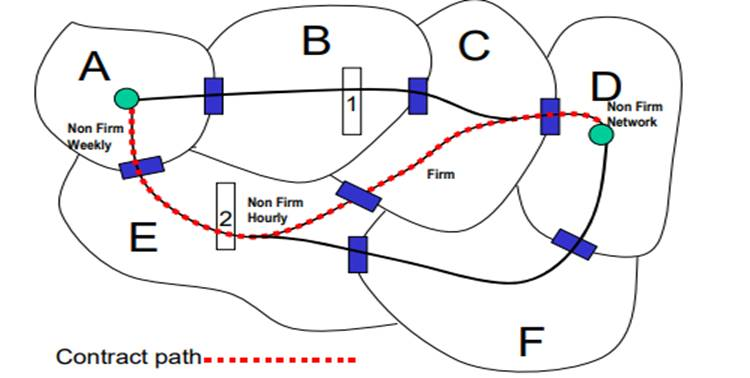 A
B
C
D
Non Firm
Network
1
Non Firm
Weekly
Firm
2
Non Firm
Hourly
E
F
Contract path